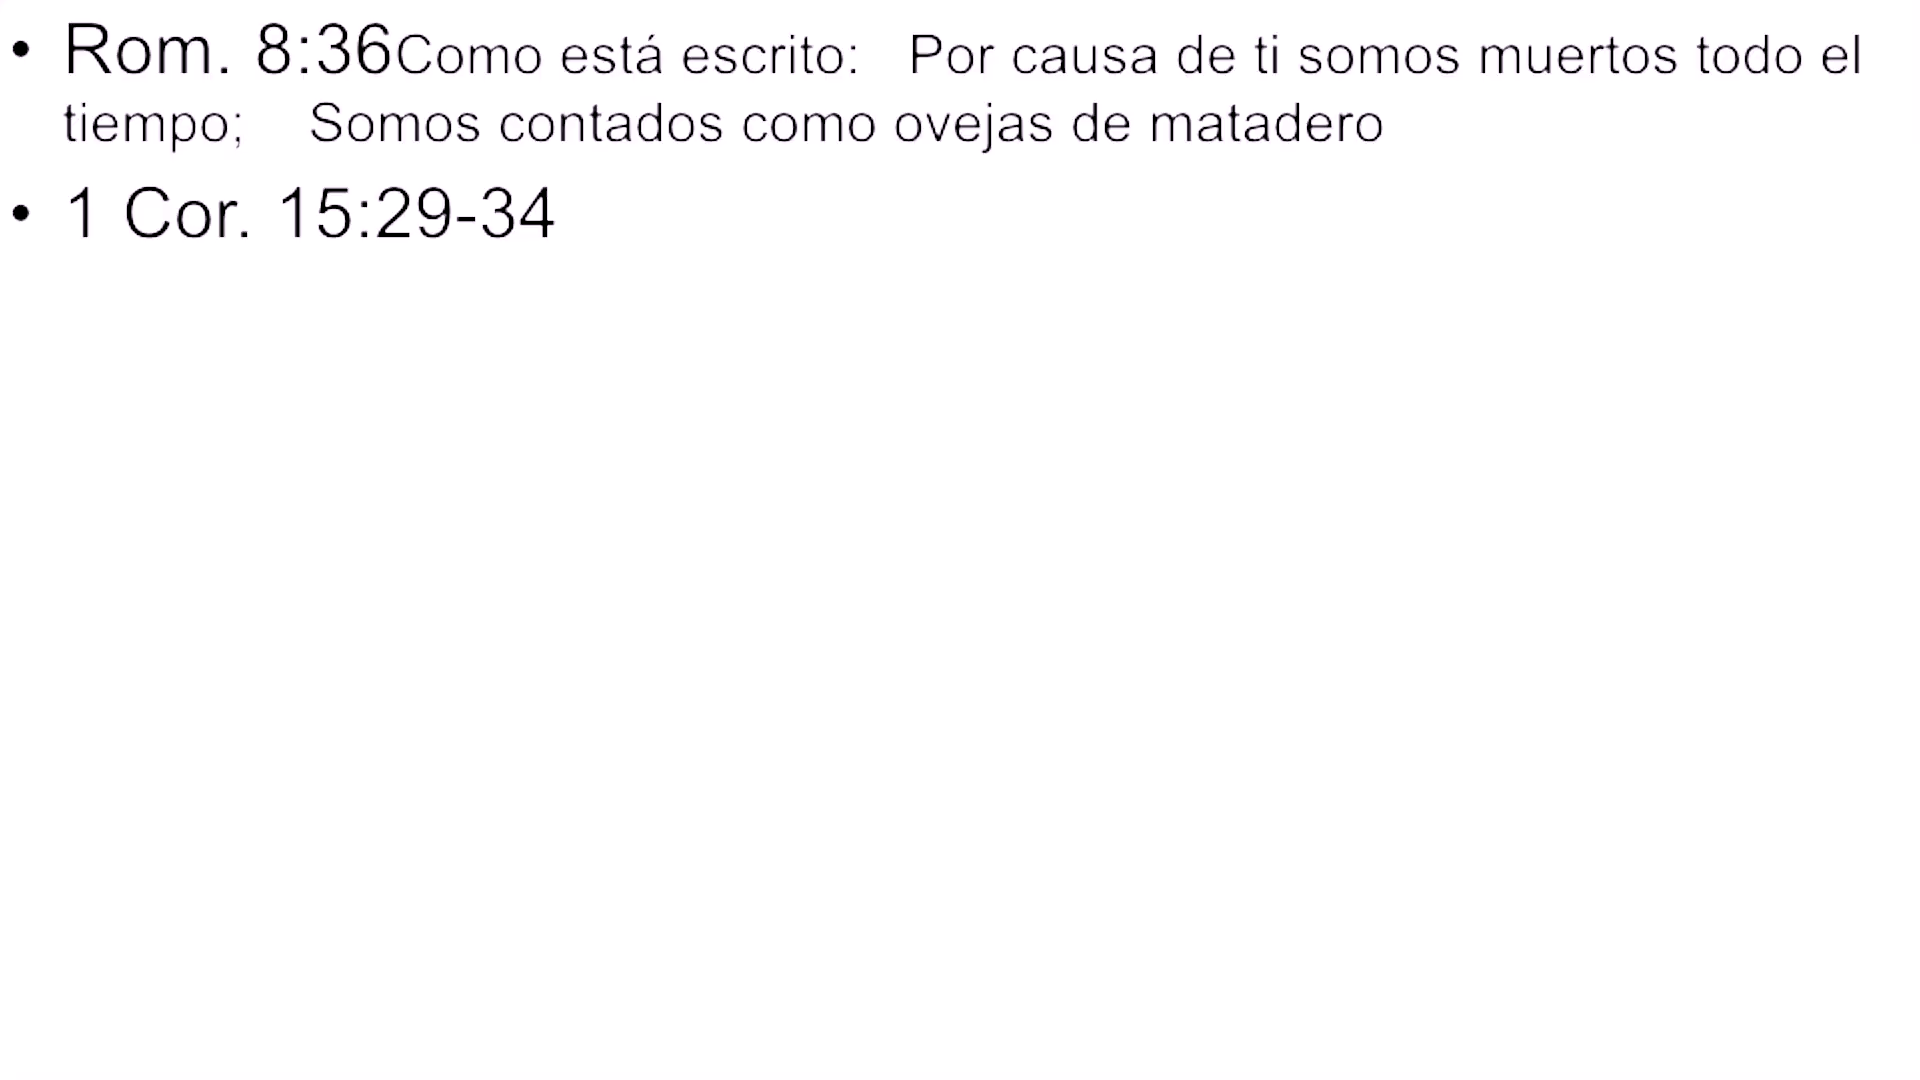 • Rom. 8:36Como está escrito: Por causa de ti somos muertos todo el
tiempo; Somos contados como ovejas de matadero
• 1 Cor. 15:29-34